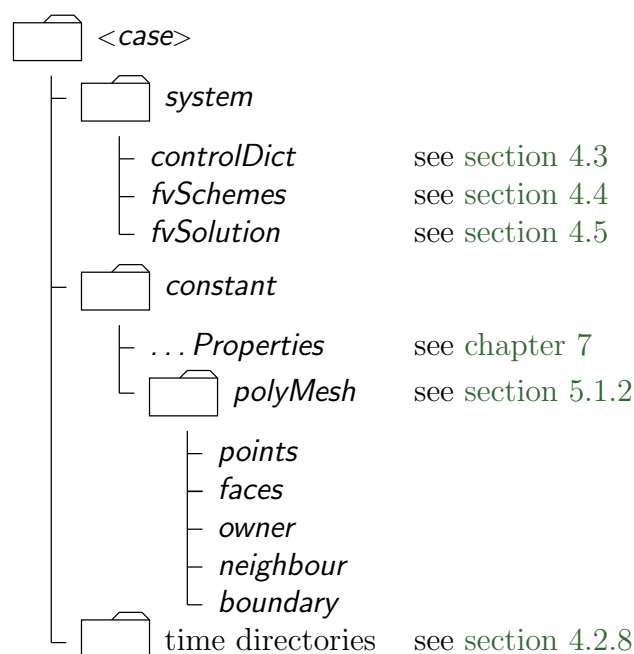 <case>
system
controlDict see section 4.3
fvSchemes see section 4.4
fvSolution see section 4.5
constant
. . . Properties see chapter 7
polyMesh see section 5.1.2
points
faces
owner
neighbour
boundary
time directories see section 4.2.8